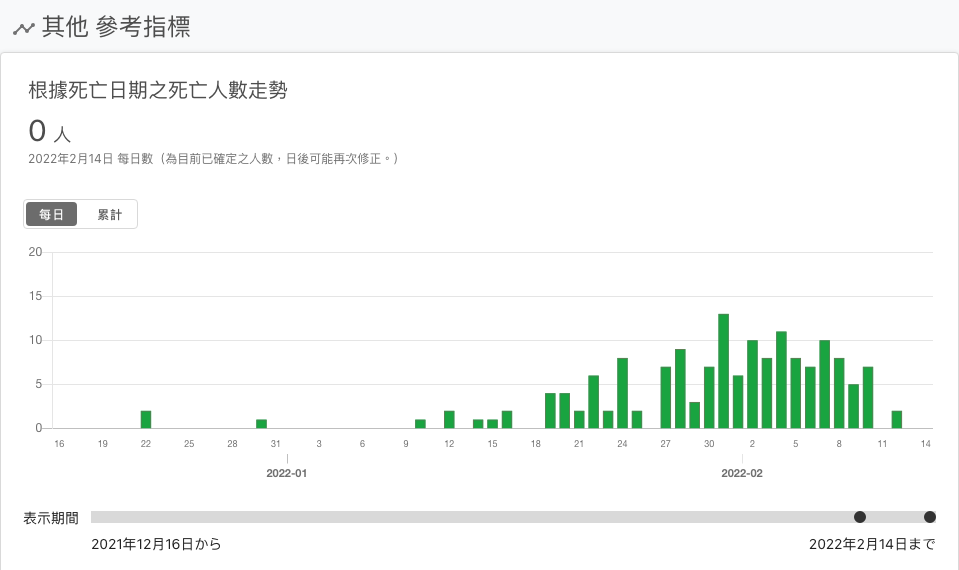 其他 參考指標
根據死亡日期之死亡人數走勢
0 人
2022年2月14日 每日數（為目前已確定之人數，日後可能再次修正。）
每日 累計
20
15
10
5
0
16 19 22 25 28 31 3 6 9 12 15 18 21 24 27 30 2 5 8 11 14
2022-01 2022-02
表示期間
2021年12月16日から 2022年2月14日まで